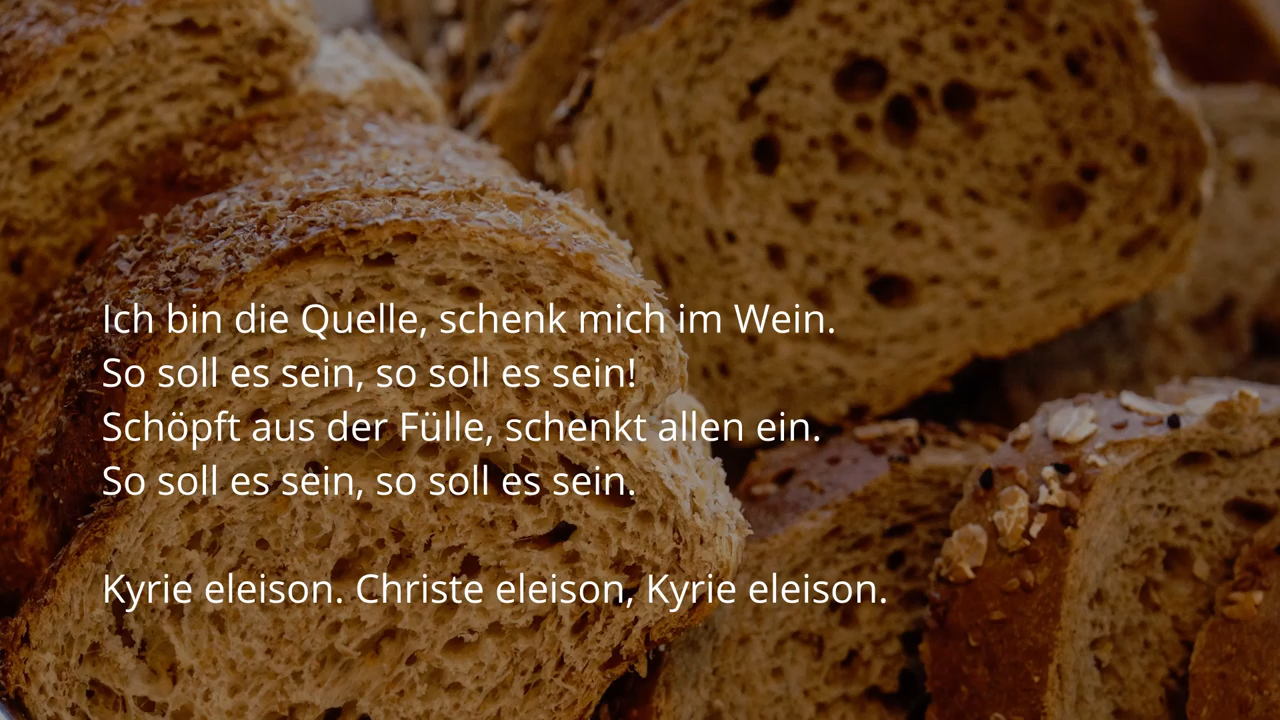 Ich bin die Quelle, schenk mich im Wein.
So soll es sein, so soll es sein!
Schöpft aus der Fülle, schenkt allen ein.
So soll es sein, so soll es sein.
Kyrie eleison. Christe eleison, Kyrie eleison.